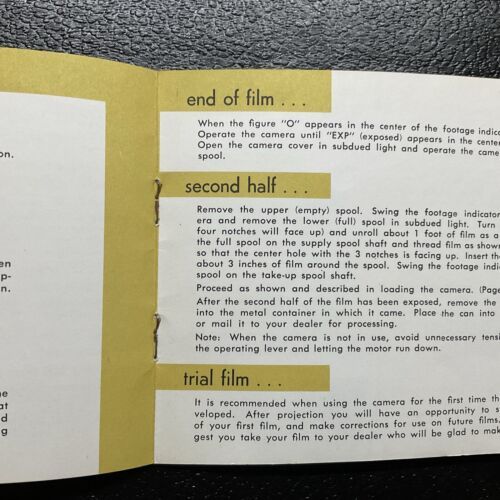 on.
en
p-
n.
ne
at
d
g
end of film . . .
When the figure "O" appears in the center of the footage indica
Operate the camera until "EXP" (exposed) appears in the center
Open the camera cover in subdued light and operate the came
spool.
second half . . .
Remove the upper (empty) spool. Swing the footage indicator
era and remove the lower (full) spool in subdued light. Turn
four notches will face up) and unroll about 1 foot of film as a
the full spool on the supply spool shaft and thread film as shown
so that the center hole with the 3 notches is facing up. Insert the
about 3 inches of film around the spool. Swing the footage indic
spool on the take-up spool shaft.
Proceed as shown and described in loading the camera. (Page
After the second half of the film has been exposed, remove the
into the metal container in which it came. Place the can into
or mail it to your dealer for processing.
Note: When the camera is not in use, avoid unnecessary tensi
the operating lever and letting the motor run down.
trial film . . .
It is recommended when using the camera for the first time th
veloped. After projection you will have an opportunity to s
of your first film, and make corrections for use on future films.
gest you take your film to your dealer who will be glad to mak